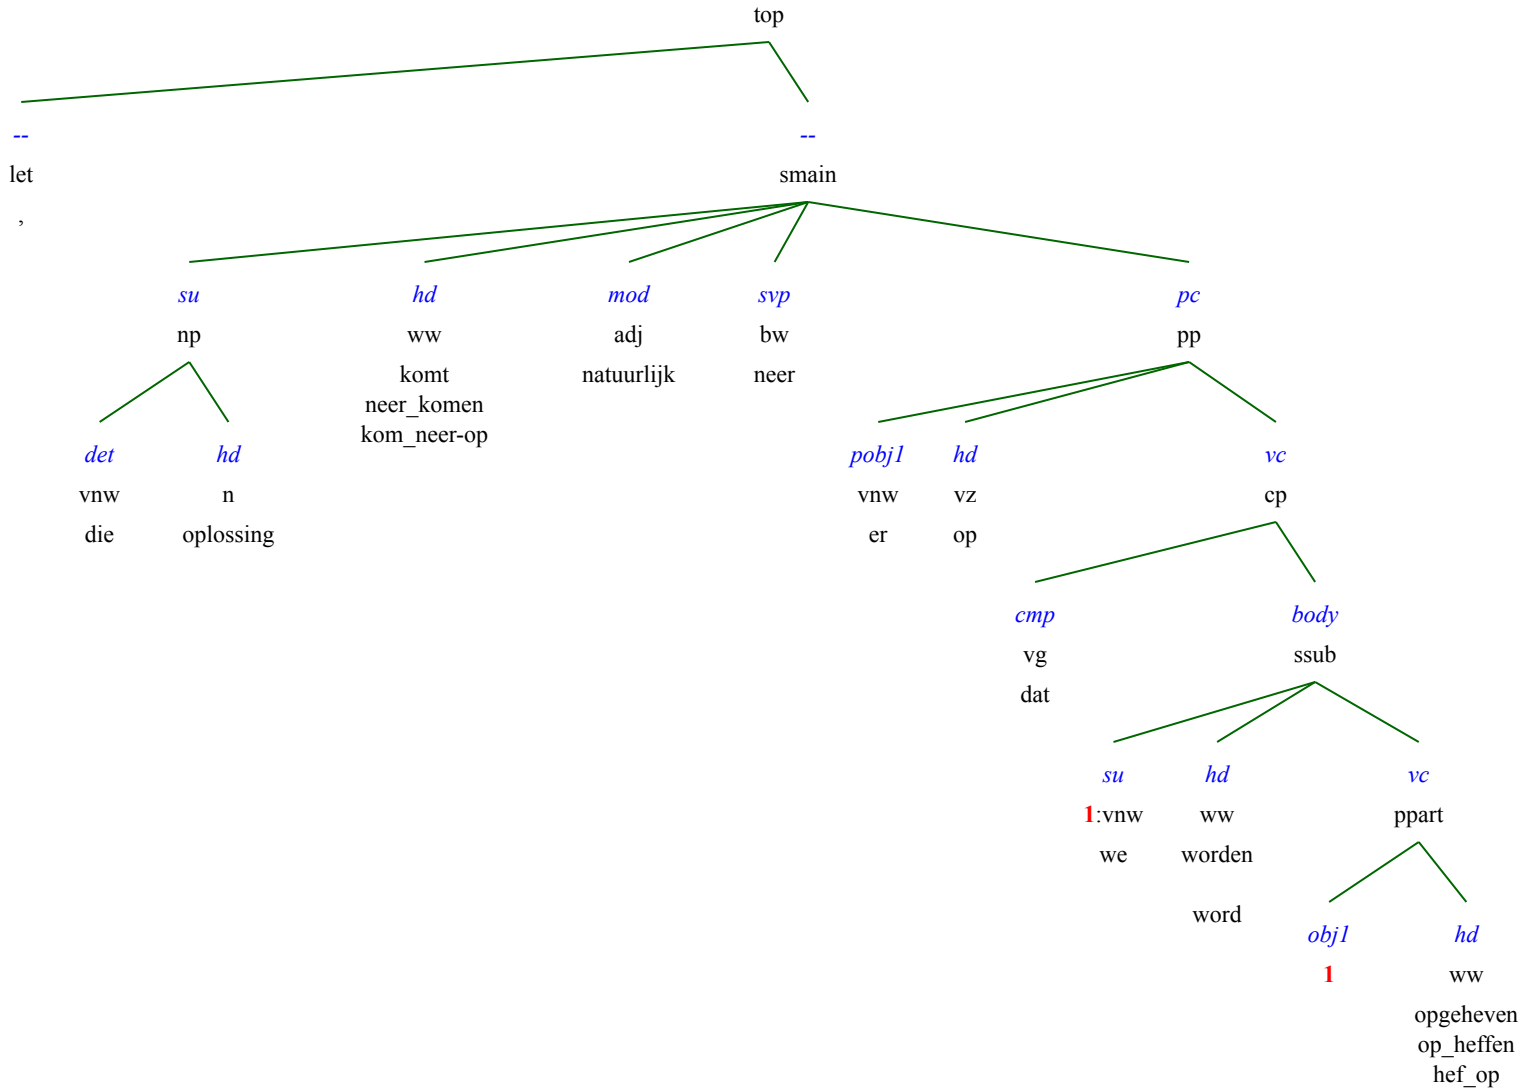 top
-- --
let smain
,
su hd mod svp pc
np ww adj bw pp
komt natuurlijk neer
neer_komen
kom_neer-op
det hd pobj1 hd vc
vnw n vnw vz cp
die oplossing er op
cmp body
vg ssub
dat
su hd vc
1:vnw ww ppart
we worden
word
obj1 hd
1 ww
opgeheven
op_heffen
hef_op